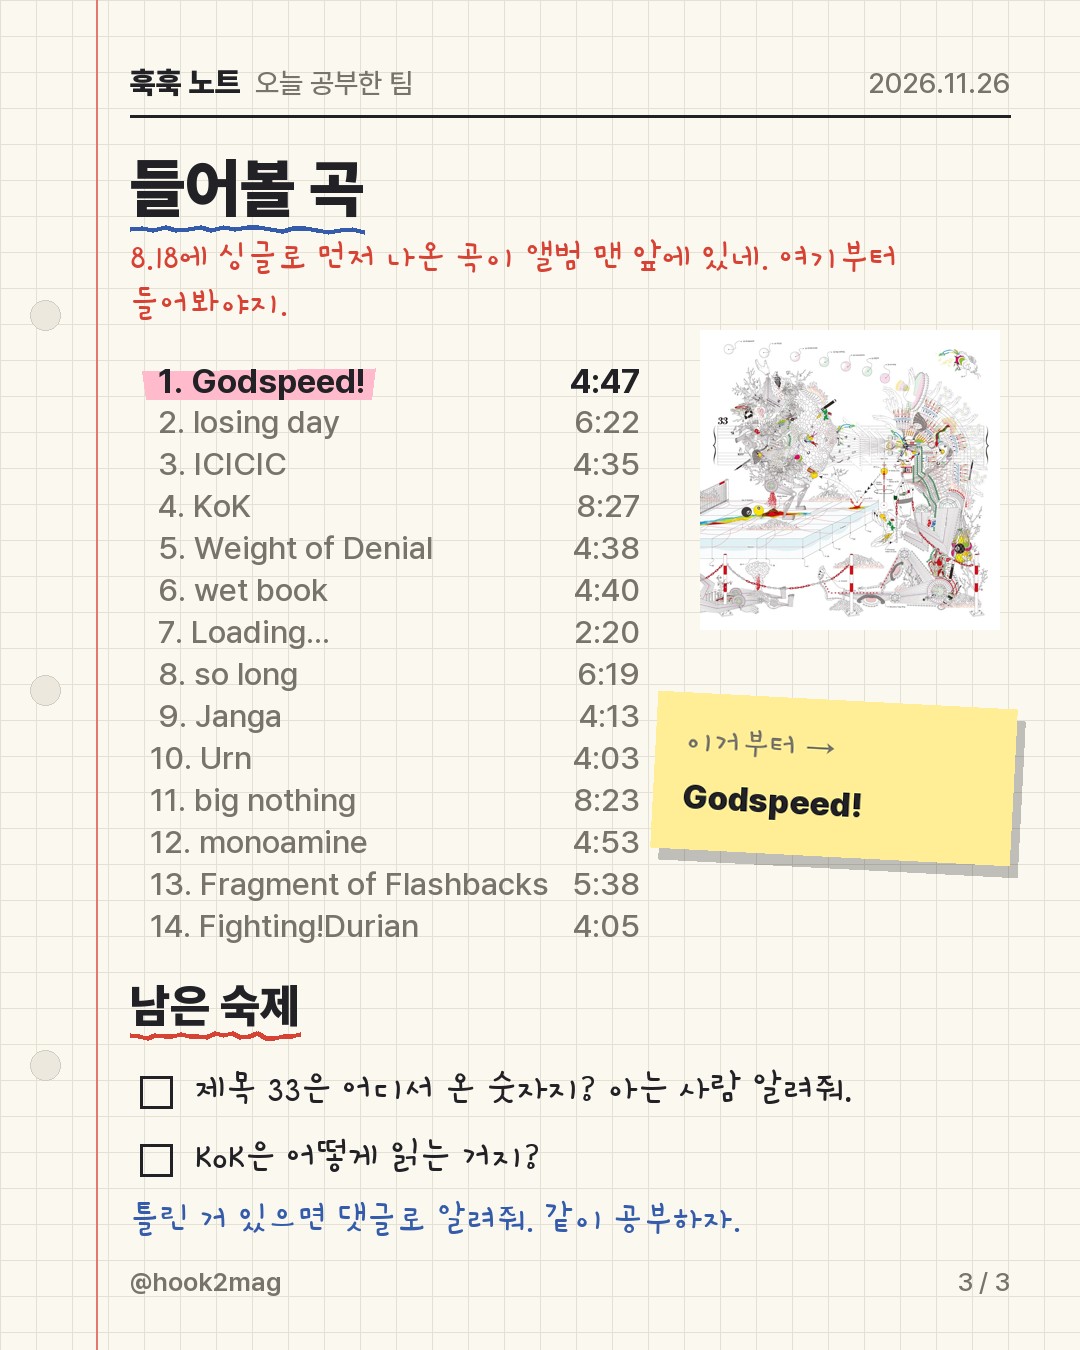 훅훅 노트 오늘 공부한 팀 2026.11.26
들어볼 곡
8.18에 싱글로 먼저 나온 곡이 앨범 맨 앞에 있네. 여기부터
들어봐야지.
1. Godspeed! 4:47
2. losing day 6:22
3. ICICIC 4:35
4. KoK 8:27
5. Weight of Denial 4:38
6. wet book 4:40
7. Loading... 2:20
8. so long 6:19
9. Janga 4:13
10. Urn 4:03
11. big nothing 8:23
12. monoamine 4:53
13. Fragment of Flashbacks 5:38
14. Fighting!Durian 4:05
33
이거부터 →
Godspeed!
남은 숙제
제목 33은 어디서 온 숫자지? 아는 사람 알려줘.
KoK은 어떻게 읽는 거지?
틀린 거 있으면 댓글로 알려줘. 같이 공부하자.
@hook2mag 3 / 3